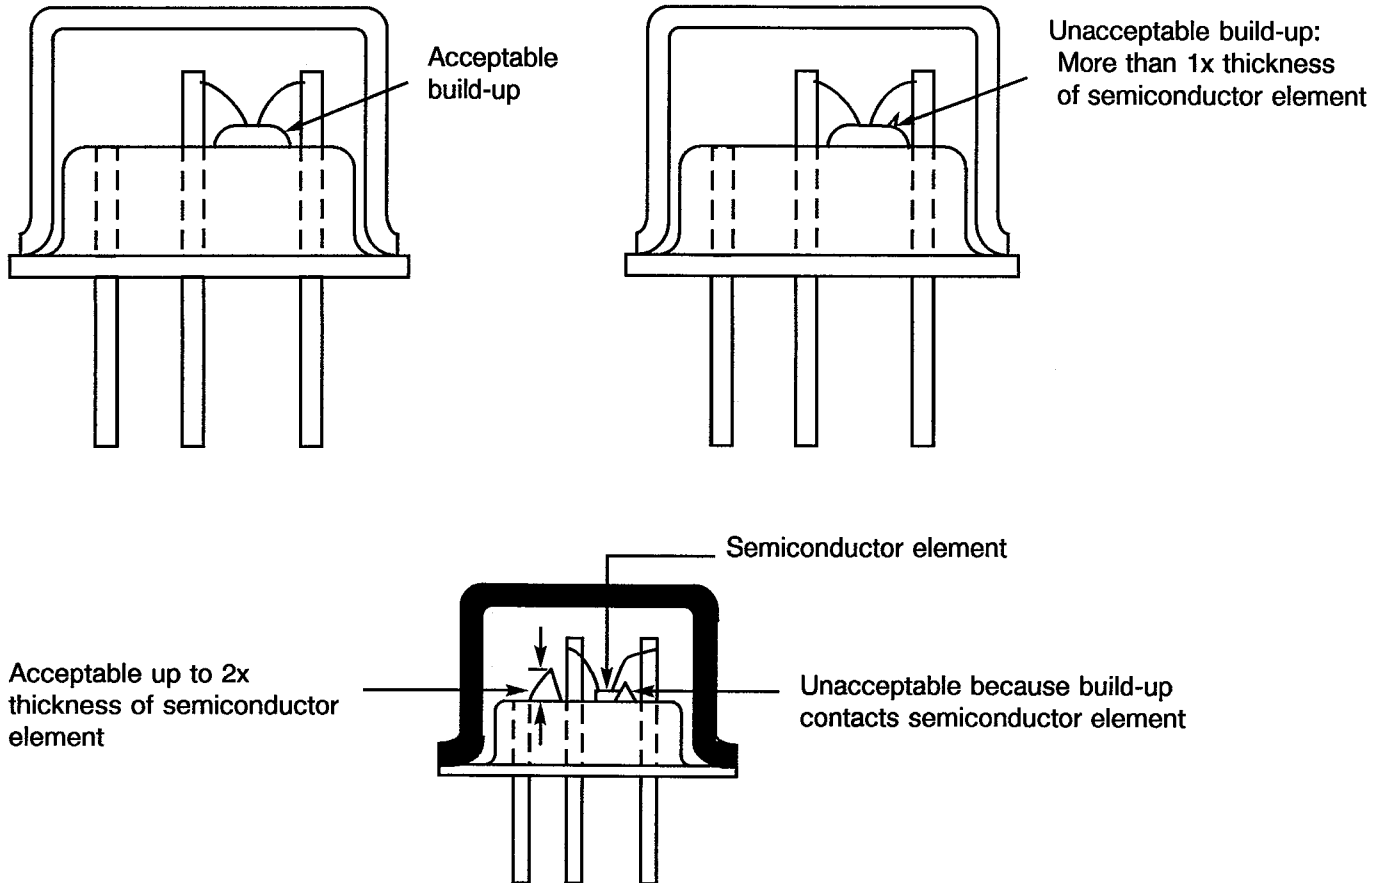 Acceptable
build-up
Unacceptable build-up:
More than 1x thickness
of semiconductor element
Semiconductor element
Acceptable up to 2x
thickness of semiconductor
element
Unacceptable because build-up
contacts semiconductor element